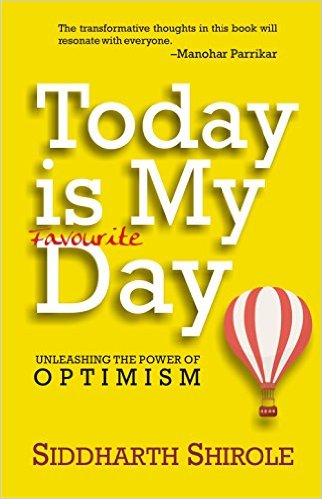 The transformative thoughts in this book will
resonate with everyone.
–Manohar Parrikar
Today
is My
Favourite
Day
UNLEASHING THE POWER OF
OPTIMISM
SIDDHARTH SHIROLE